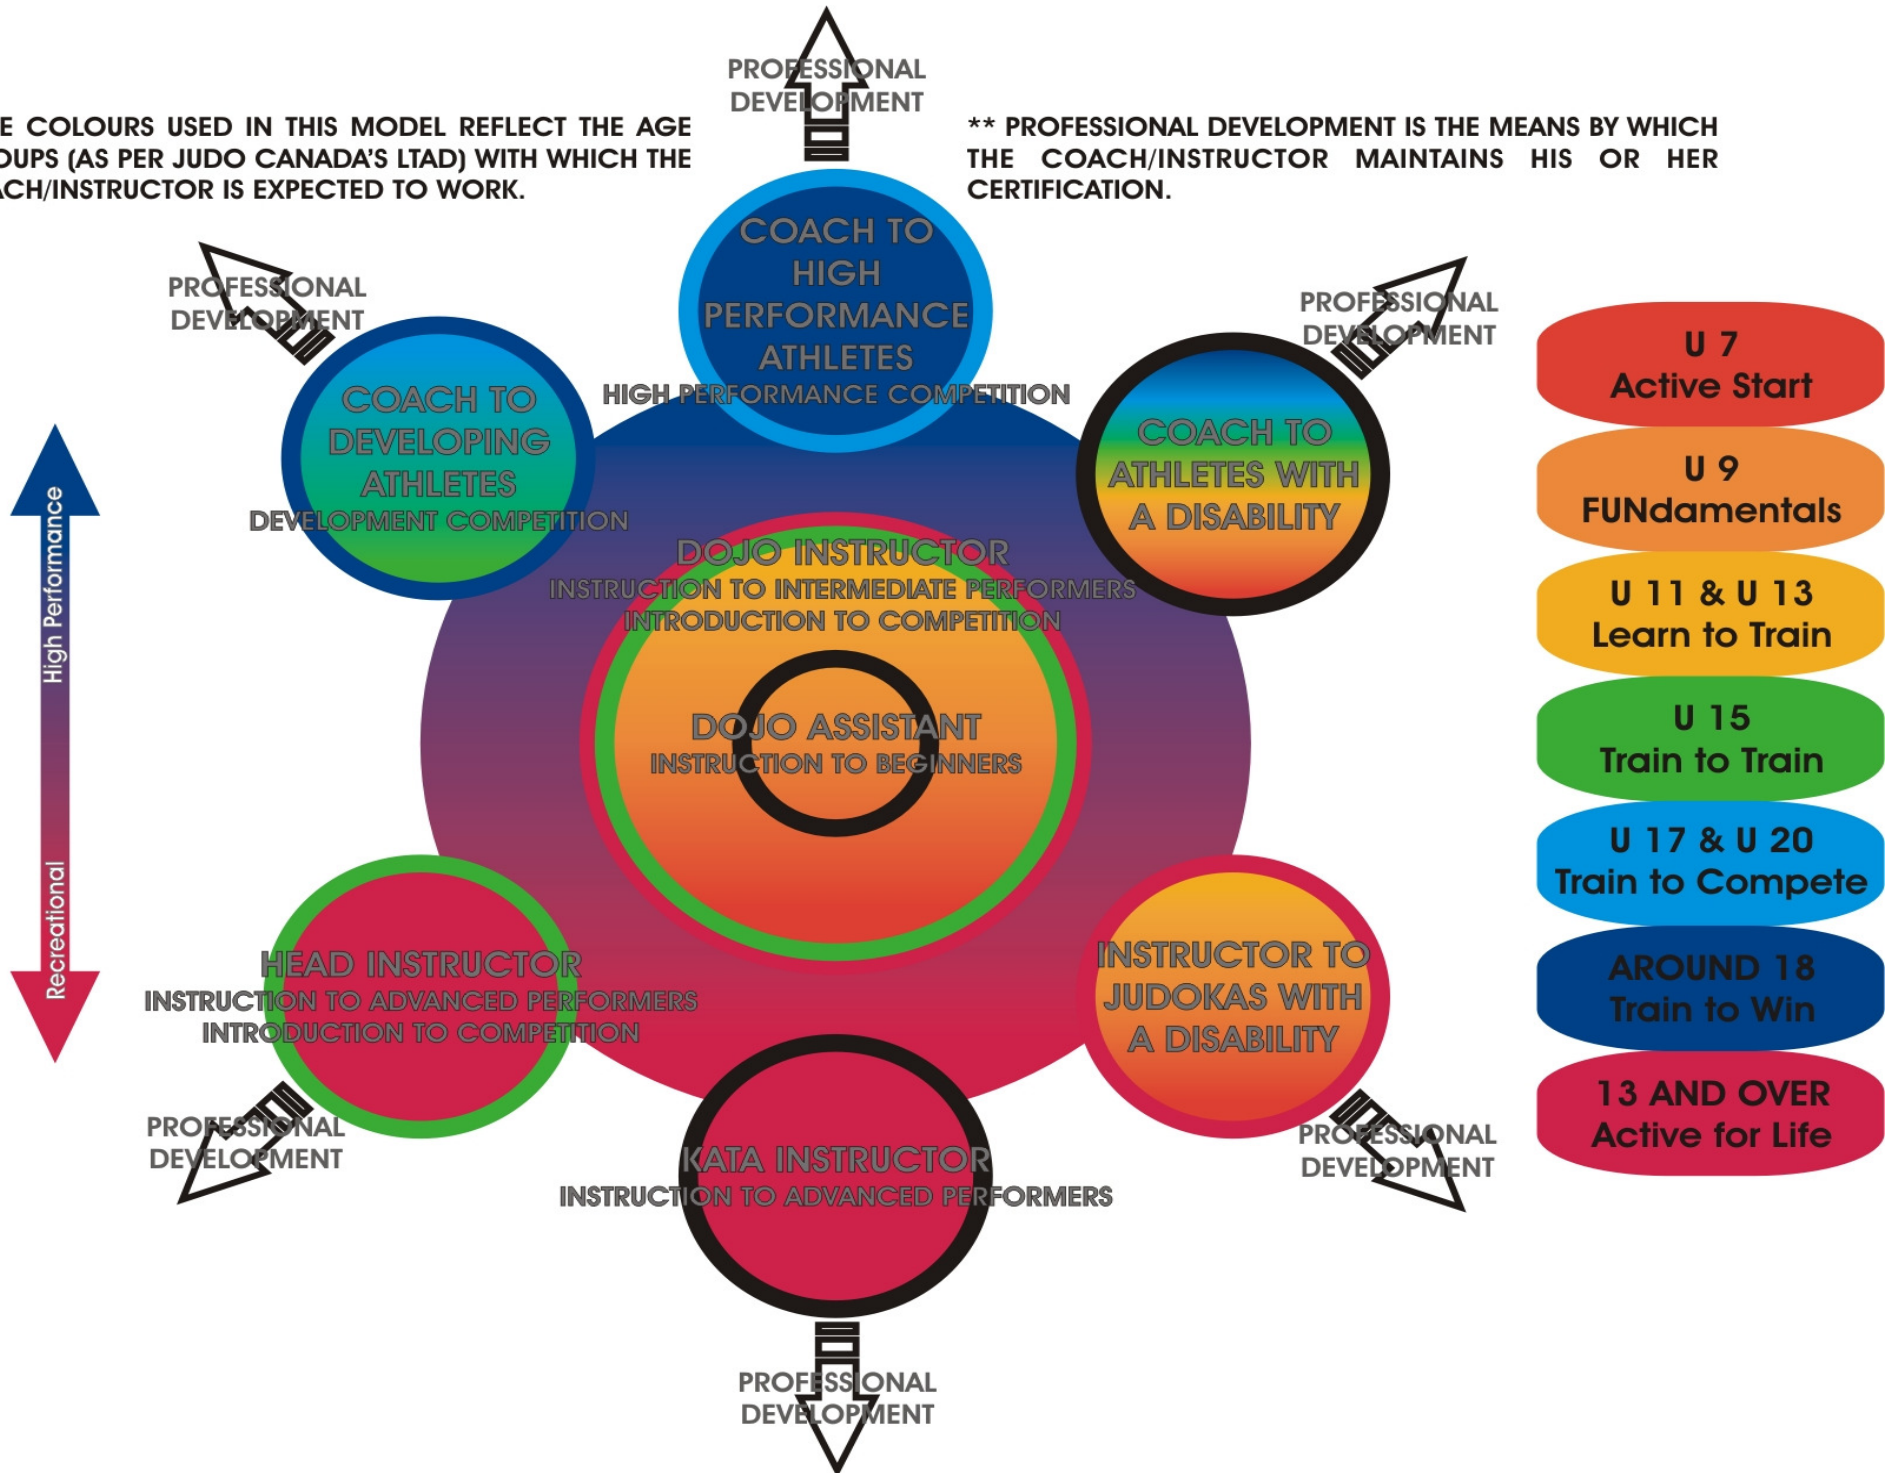 PROFESSIONAL
DEVELOPMENT
COLOURS USED IN THIS MODEL REFLECT THE AGE
(AS PER JUDO CANADA'S LTAD) WITH WHICH THE
IS EXPECTED TO WORK.
** PROFESSIONAL DEVELOPMENT IS THE MEANS BY WHICH
THE COACH/INSTRUCTOR MAINTAINS HIS OR HER
CERTIFICATION.
COACH TO
HIGH
PERFORMANCE
ATHLETES
HIGH PERFORMANCE COMPETITION
PROFESSIONAL
DEVELOPMENT
COACH TO
DEVELOPING
ATHLETES
DEVELOPMENT COMPETITION
PROFESSIONAL
DEVELOPMENT
COACH TO
ATHLETES WITH
A DISABILITY
High Performance
Recreational
DOJO INSTRUCTOR
INSTRUCTION TO INTERMEDIATE PERFORMERS
INTRODUCTION TO COMPETITION
DOJO ASSISTANT
INSTRUCTION TO BEGINNERS
HEAD INSTRUCTOR
INSTRUCTION TO ADVANCED PERFORMERS
INTRODUCTION TO COMPETITION
PROFESSIONAL
DEVELOPMENT
INSTRUCTOR TO
JUDOKAS WITH
A DISABILITY
PROFESSIONAL
DEVELOPMENT
KATA INSTRUCTOR
INSTRUCTION TO ADVANCED PERFORMERS
PROFESSIONAL
DEVELOPMENT
U 7
Active Start
U 9
FUNdamentals
U 11 & U 13
Learn to Train
U 15
Train to Train
U 17 & U 20
Train to Compete
AROUND 18
Train to Win
13 AND OVER
Active for Life